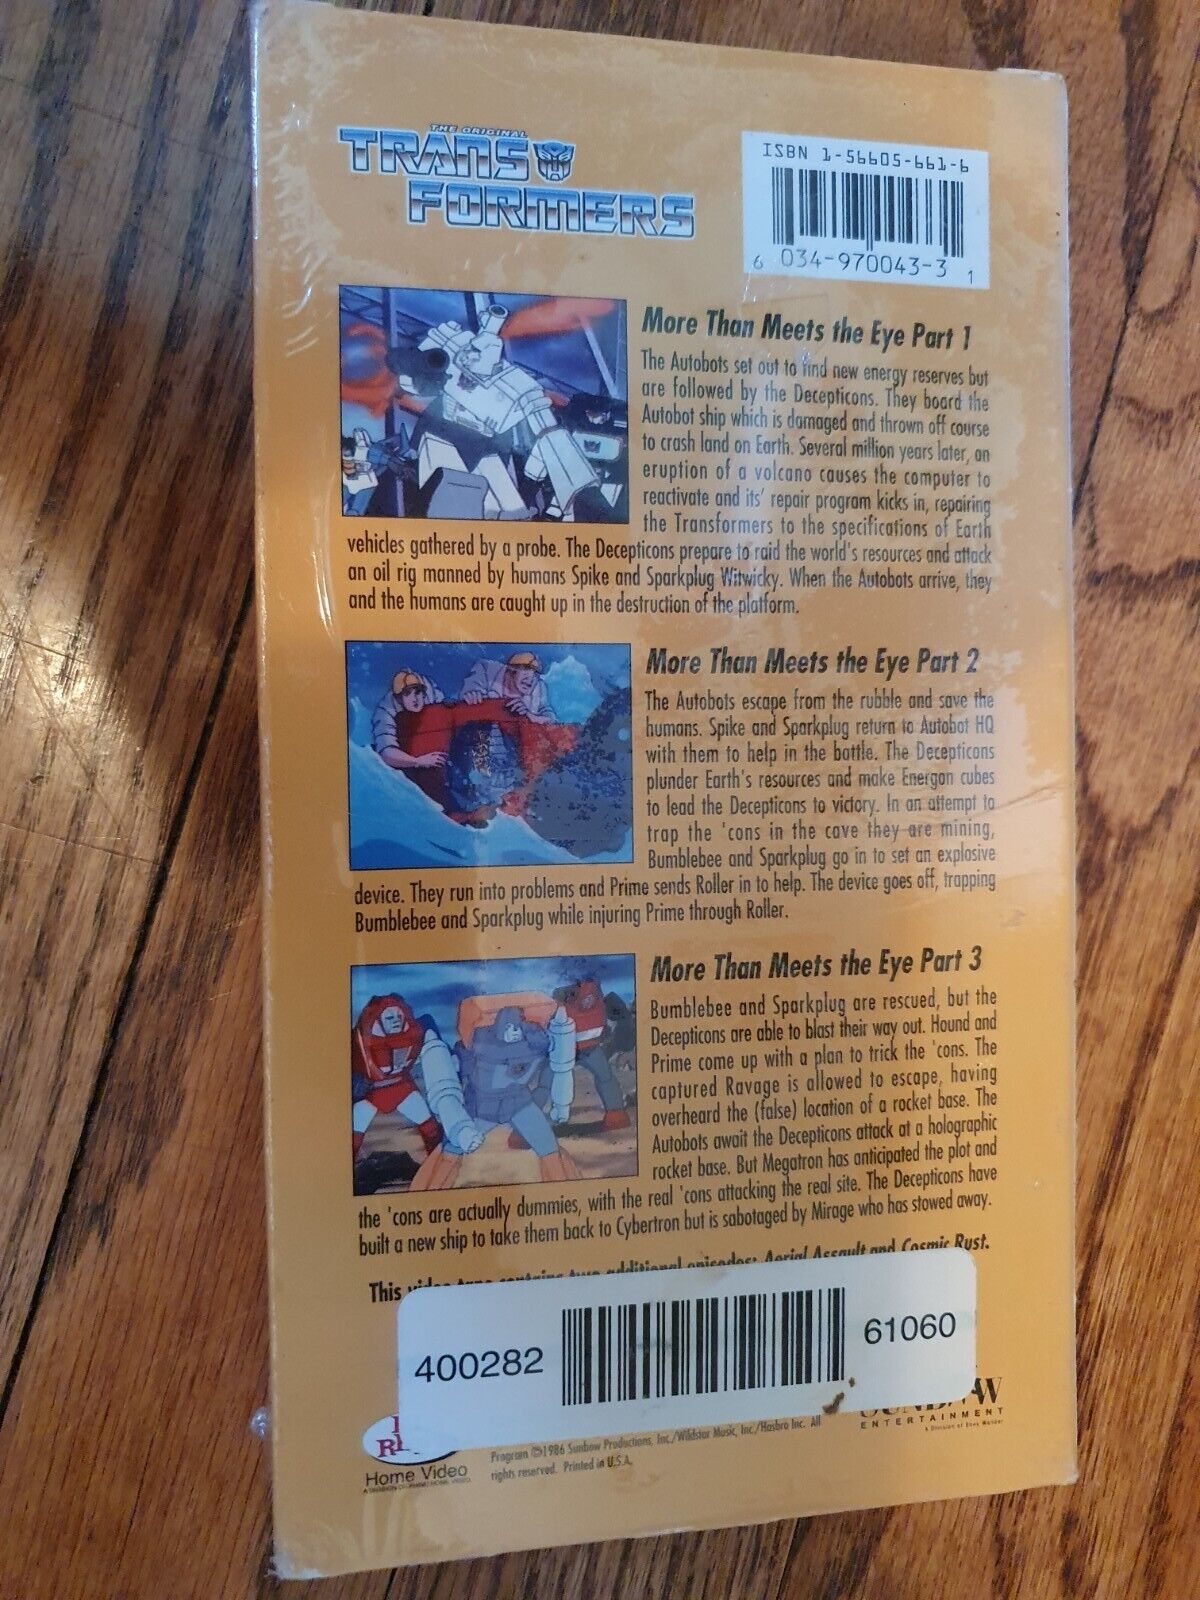 THE ORIGINAL
TRANS
FORMERS
ISBN 1-56605-661-6
6 034-970043-3 1
More Than Meets the Eye Part 1
The Autobots set out to find new energy reserves but
are followed by the Decepticons. They board the
Autobot ship which is damaged and thrown off course
to crash land on Earth. Several million years later, an
eruption of a volcano causes the computer to
reactivate and its' repair program kicks in, repairing
the Transformers to the specifications of Earth
vehicles gathered by a probe. The Decepticons prepare to raid the world's resources and attack
an oil rig manned by humans Spike and Sparkplug Witwicky. When the Autobots arrive, they
and the humans are caught up in the destruction of the platform.
More Than Meets the Eye Part 2
The Autobots escape from the rubble and save the
humans. Spike and Sparkplug return to Autobot HQ
with them to help in the battle. The Decepticons
plunder Earth's resources and make Energon cubes
to lead the Decepticons to victory. In an attempt to
trap the 'cons in the cave they are mining,
Bumblebee and Sparkplug go in to set an explosive
device. They run into problems and Prime sends Roller in to help. The device goes off, trapping
Bumblebee and Sparkplug while injuring Prime through Roller.
More Than Meets the Eye Part 3
Bumblebee and Sparkplug are rescued, but the
Decepticons are able to blast their way out. Hound and
Prime come up with a plan to trick the 'cons. The
captured Ravage is allowed to escape, having
overheard the (false) location of a rocket base. The
Autobots await the Decepticons attack at a holographic
rocket base. But Megatron has anticipated the plot and
the 'cons are actually dummies, with the real 'cons attacking the real site. The Decepticons have
built a new ship to take them back to Cybertron but is sabotaged by Mirage who has stowed away.
This video tape contains two additional episodes: Aerial Assault and Cosmic Rust.
400282 61060
Home Video
Program ©1986 Sunbow Productions, Inc./Wildstar Music, Inc./Hasbro Inc. All
rights reserved. Printed in U.S.A.
ENTERTAINMENT